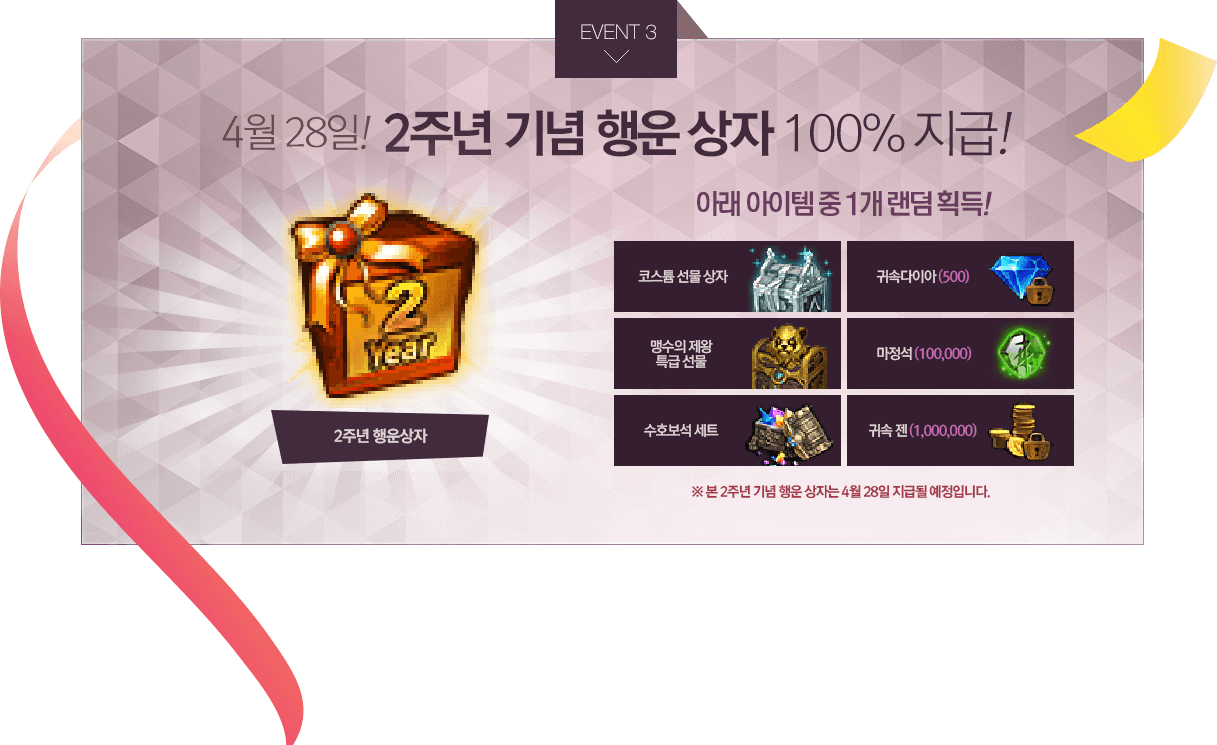 EVENT 3
4월 28일! 2주년 기념 행운 상자 100% 지급!
아래 아이템 중 1개 랜덤 획득!
2
Year
2주년 행운상자
코스튬 선물 상자
귀속다이아 (500)
맹수의 제왕
특급 선물
마정석 (100,000)
수호보석 세트
귀속 젠 (1,000,000)
※ 본 2주년 기념 행운 상자는 4월 28일 지급될 예정입니다.